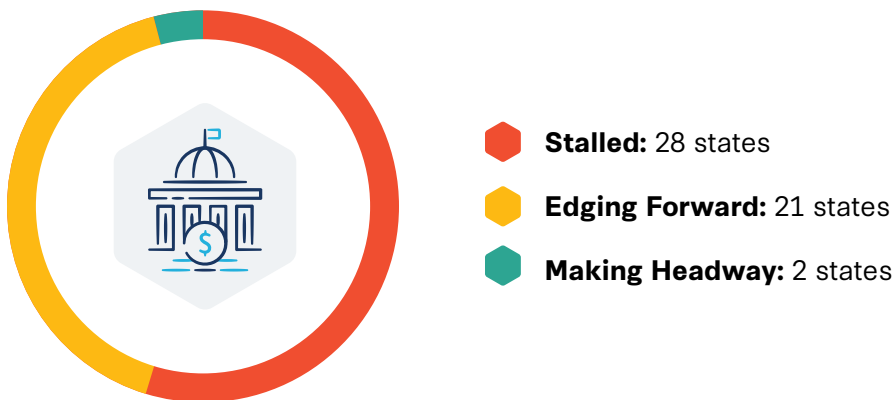 $
Stalled: 28 states
Edging Forward: 21 states
Making Headway: 2 states